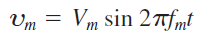 υm = Vm sin 2πfmt